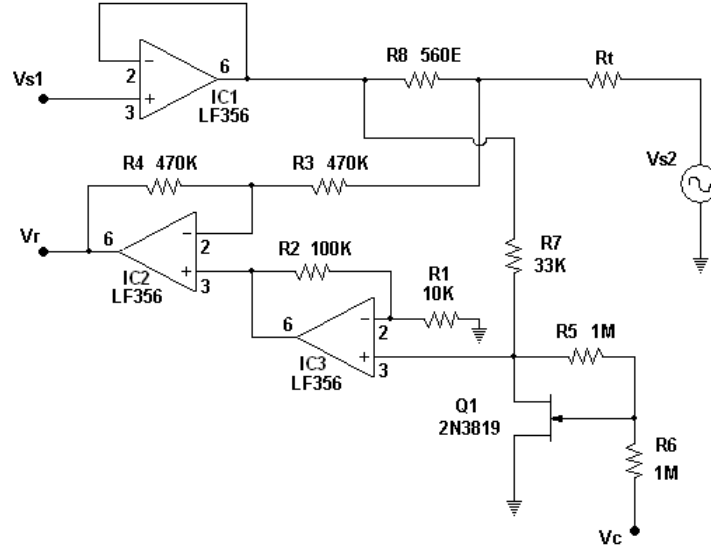 Vs1
2
3
6
IC1
LF356
R8 560E
Rt
Vs2
R4 470K
R3 470K
Vr
6
2
3
IC2
LF356
R2 100K
R1
10K
R7
33K
6
2
3
IC3
LF356
R5 1M
Q1
2N3819
R6
1M
Vc